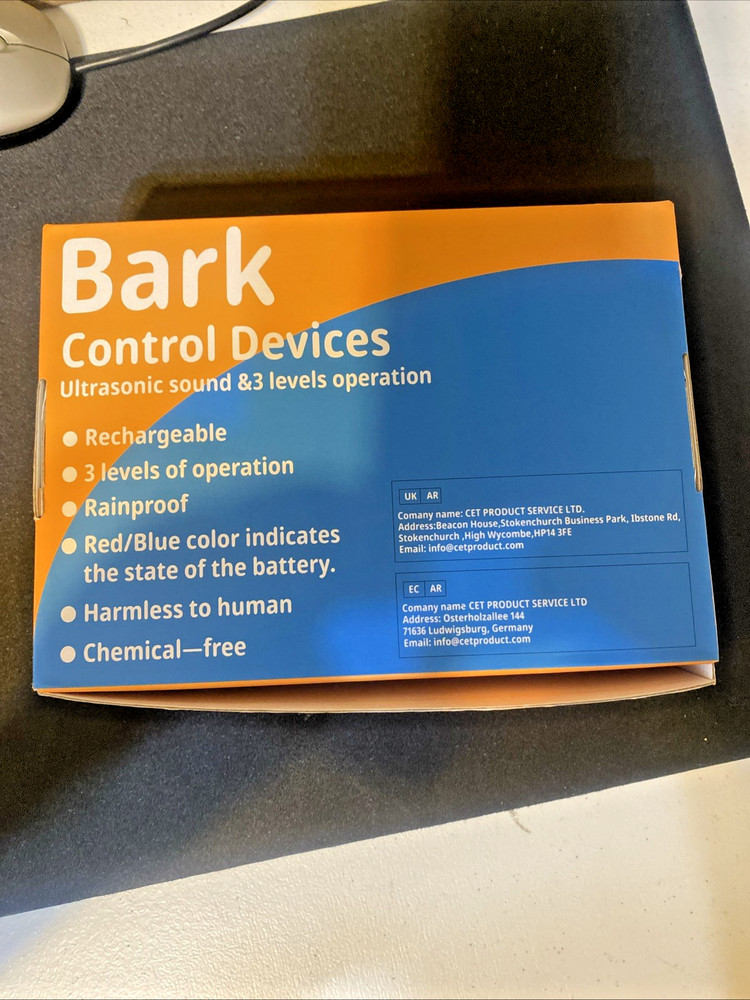 Bark
Control Devices
Ultrasonic sound &3 levels operation
Rechargeable
3 levels of operation
Rainproof
Red/Blue color indicates
the state of the battery.
Harmless to human
Chemical—free
UK AR
Comany name: CET PRODUCT SERVICE LTD.
Address:Beacon House,Stokenchurch Business Park, Ibstone Rd,
Stokenchurch ,High Wycombe,HP14 3FE
Email: info@cetproduct.com
EC AR
Comany name CET PRODUCT SERVICE LTD
Address: Osterholzallee 144
71636 Ludwigsburg, Germany
Email: info@cetproduct.com